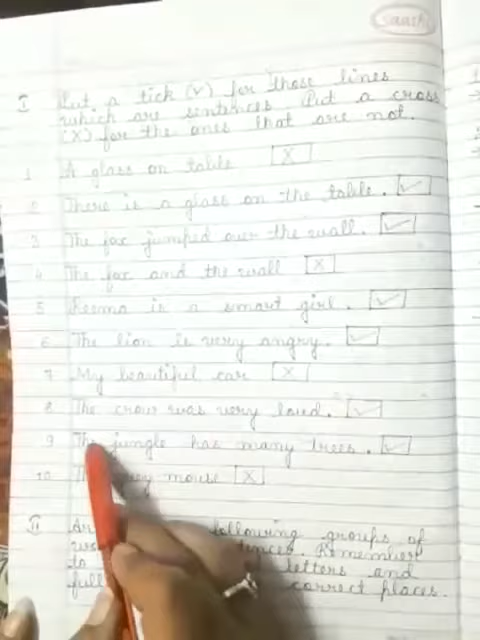 I Put a tick (✓) for those lines
which are sentences. Put a cross
(X) for the ones that are not.
1 A glass on table [X]
2 There is a glass on the table. [✓]
3 The fox jumped over the wall. [✓]
4 The fox and the wall [X]
5 Reema is a smart girl. [✓]
6 The lion is very angry. [✓]
7 My beautiful car [X]
8 The crow was very loud. [✓]
9 The jungle has many trees. [✓]
10. mouse [X]
II following groups of
Remember
to letters and
full correct places.